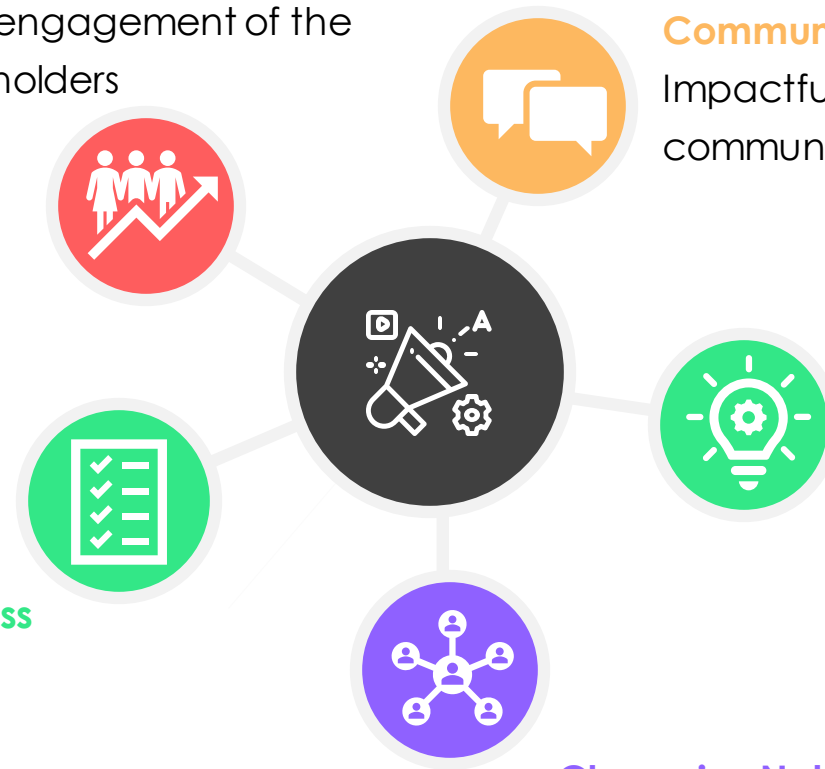 engagement of the
holders
Commun
Impactfu
commun
A
ss